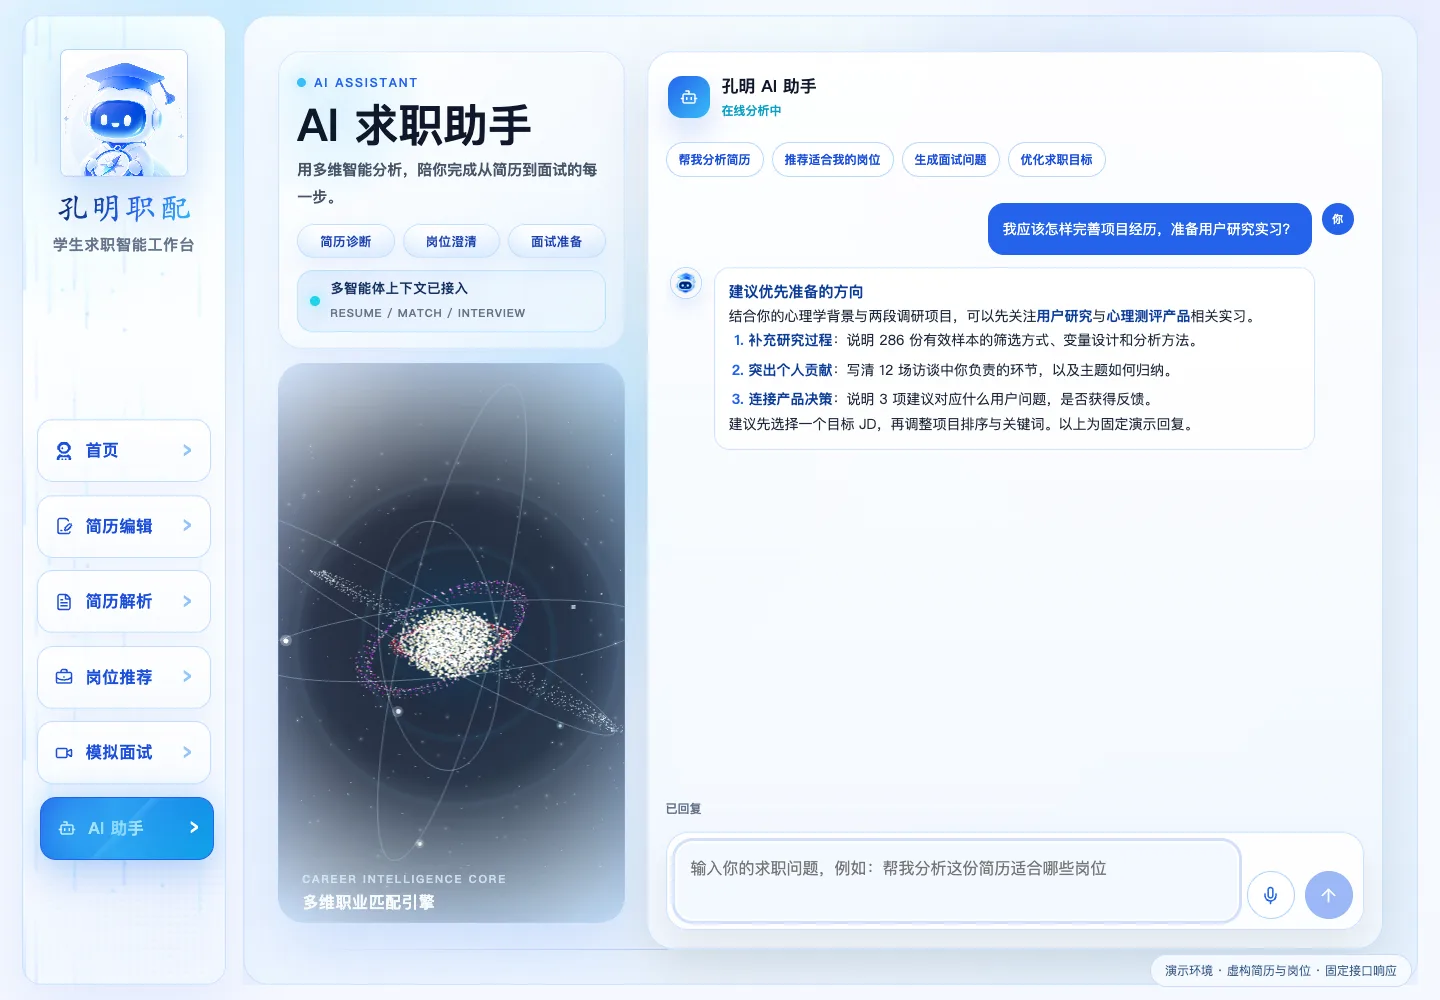 孔明职配
学生求职智能工作台
首页
简历编辑
简历解析
岗位推荐
模拟面试
AI 助手
AI ASSISTANT
AI 求职助手
用多维智能分析，陪你完成从简历到面试的每
一步。
简历诊断
岗位澄清
面试准备
多智能体上下文已接入
RESUME / MATCH / INTERVIEW
CAREER INTELLIGENCE CORE
多维职业匹配引擎
孔明 AI 助手
在线分析中
帮我分析简历
推荐适合我的岗位
生成面试问题
优化求职目标
我应该怎样完善项目经历，准备用户研究实习？
你
建议优先准备的方向
结合你的心理学背景与两段调研项目，可以先关注用户研究与心理测评产品相关实习。
1. 补充研究过程：说明 286 份有效样本的筛选方式、变量设计和分析方法。
2. 突出个人贡献：写清 12 场访谈中你负责的环节，以及主题如何归纳。
3. 连接产品决策：说明 3 项建议对应什么用户问题，是否获得反馈。
建议先选择一个目标 JD，再调整项目排序与关键词。以上为固定演示回复。
已回复
输入你的求职问题，例如：帮我分析这份简历适合哪些岗位
演示环境 · 虚构简历与岗位 · 固定接口响应